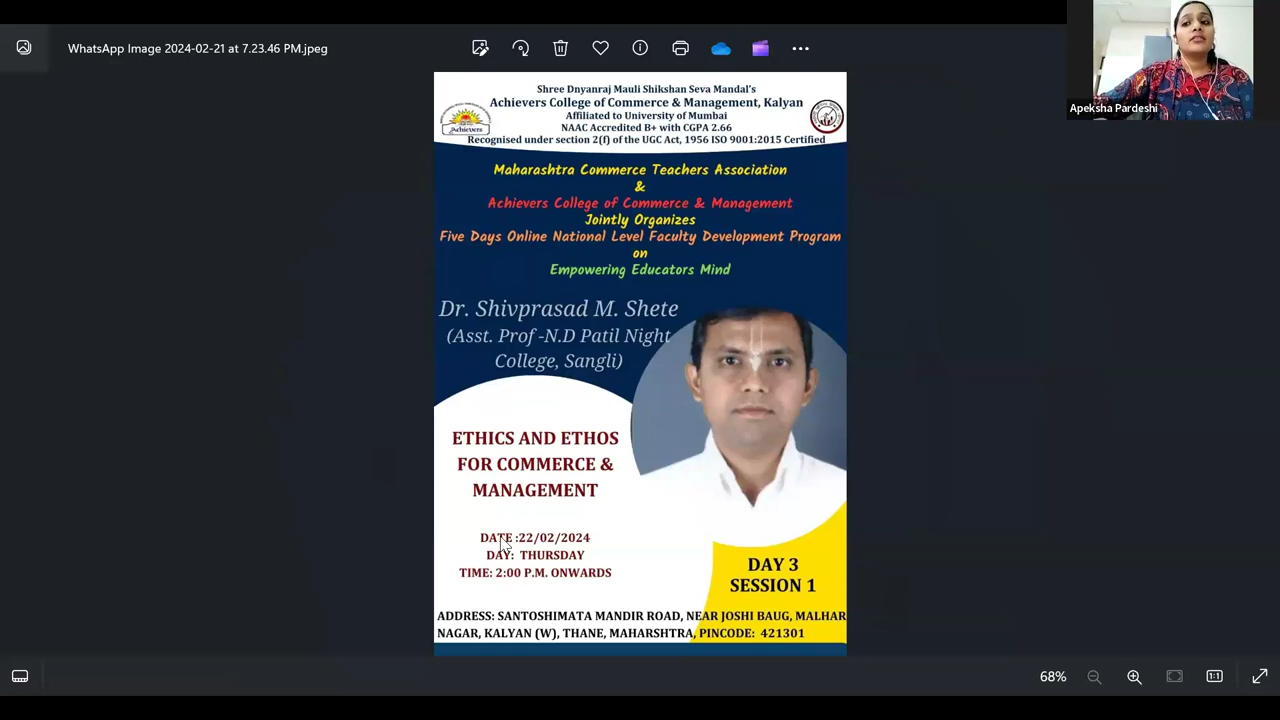 WhatsApp Image 2024-02-21 at 7.23.46 PM.jpeg
Apeksha Pardeshi
Shree Dnyanraj Mauli Shikshan Seva Mandal's
Achievers College of Commerce & Management, Kalyan
Affiliated to University of Mumbai
NAAC Accredited B+ with CGPA 2.66
Recognised under section 2(f) of the UGC Act, 1956 ISO 9001:2015 Certified
Achievers
Maharashtra Commerce Teachers Association
&
Achievers College of Commerce & Management
Jointly Organizes
Five Days Online National Level Faculty Development Program
on
Empowering Educators Mind
Dr. Shivprasad M. Shete
(Asst. Prof -N.D Patil Night
College, Sangli)
ETHICS AND ETHOS
FOR COMMERCE &
MANAGEMENT
DATE :22/02/2024
DAY: THURSDAY
TIME: 2:00 P.M. ONWARDS
DAY 3
SESSION 1
ADDRESS: SANTOSHIMATA MANDIR ROAD, NEAR JOSHI BAUG, MALHAR
NAGAR, KALYAN (W), THANE, MAHARSHTRA, PINCODE: 421301
68%
1:1